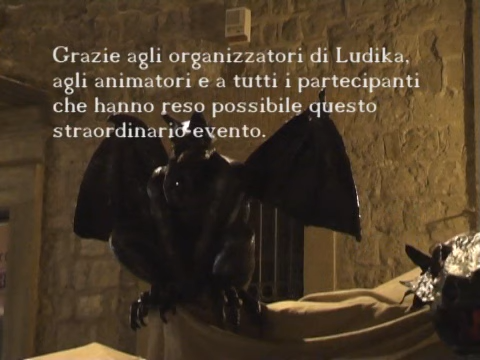 Grazie agli organizzatori di Ludika,
agli animatori e a tutti i partecipanti
che hanno reso possibile questo
straordinario evento.